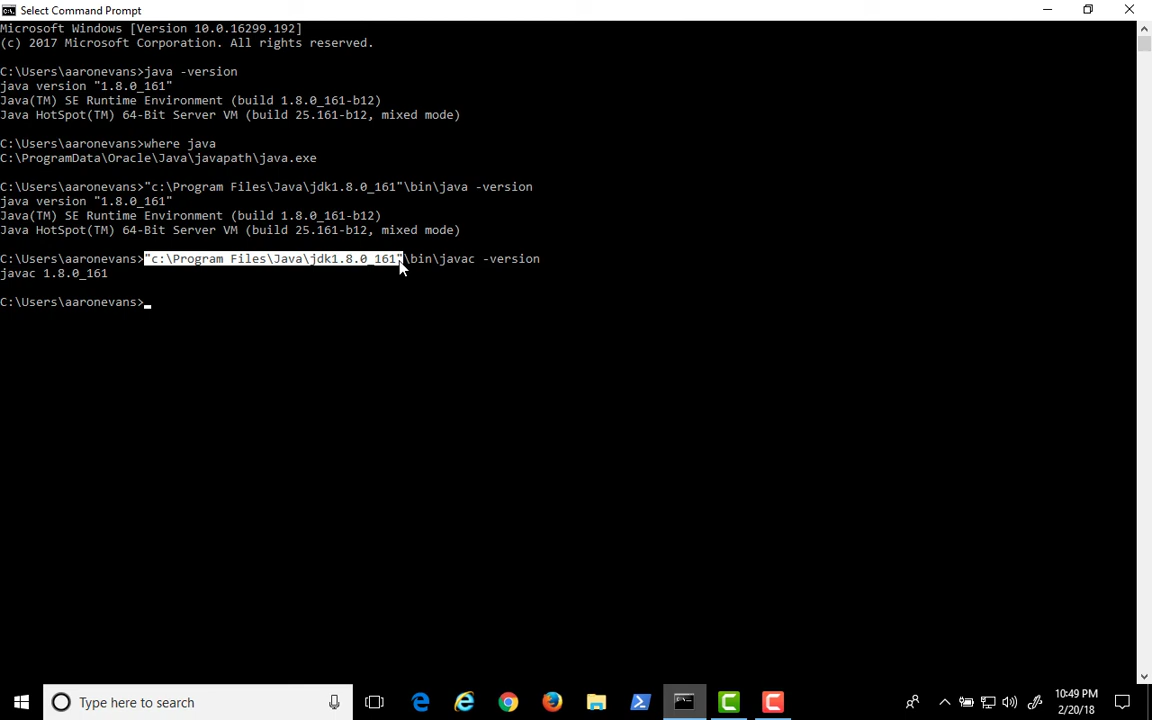 Select Command Prompt
Microsoft Windows [Version 10.0.16299.192]
(c) 2017 Microsoft Corporation. All rights reserved.
C:\Users\aaronevans>java -version
java version "1.8.0_161"
Java(TM) SE Runtime Environment (build 1.8.0_161-b12)
Java HotSpot(TM) 64-Bit Server VM (build 25.161-b12, mixed mode)
C:\Users\aaronevans>where java
C:\ProgramData\Oracle\Java\javapath\java.exe
C:\Users\aaronevans>"c:\Program Files\Java\jdk1.8.0_161"\bin\java -version
java version "1.8.0_161"
Java(TM) SE Runtime Environment (build 1.8.0_161-b12)
Java HotSpot(TM) 64-Bit Server VM (build 25.161-b12, mixed mode)
C:\Users\aaronevans>"c:\Program Files\Java\jdk1.8.0_161"\bin\javac -version
javac 1.8.0_161
C:\Users\aaronevans>
Type here to search
10:49 PM
2/20/18